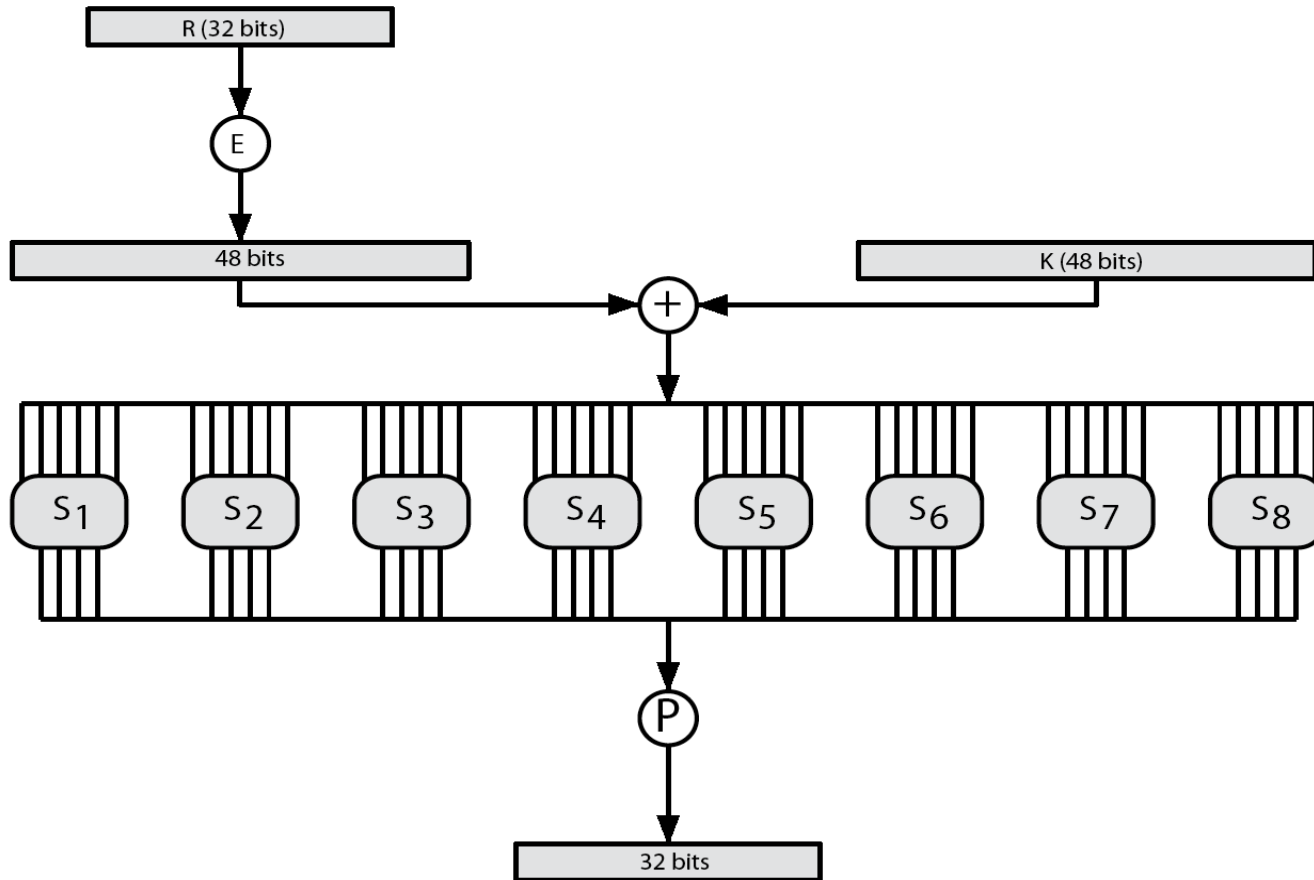 R (32 bits)
E
48 bits
K (48 bits)
+
S1 S2 S3 S4 S5 S6 S7 S8
P
32 bits